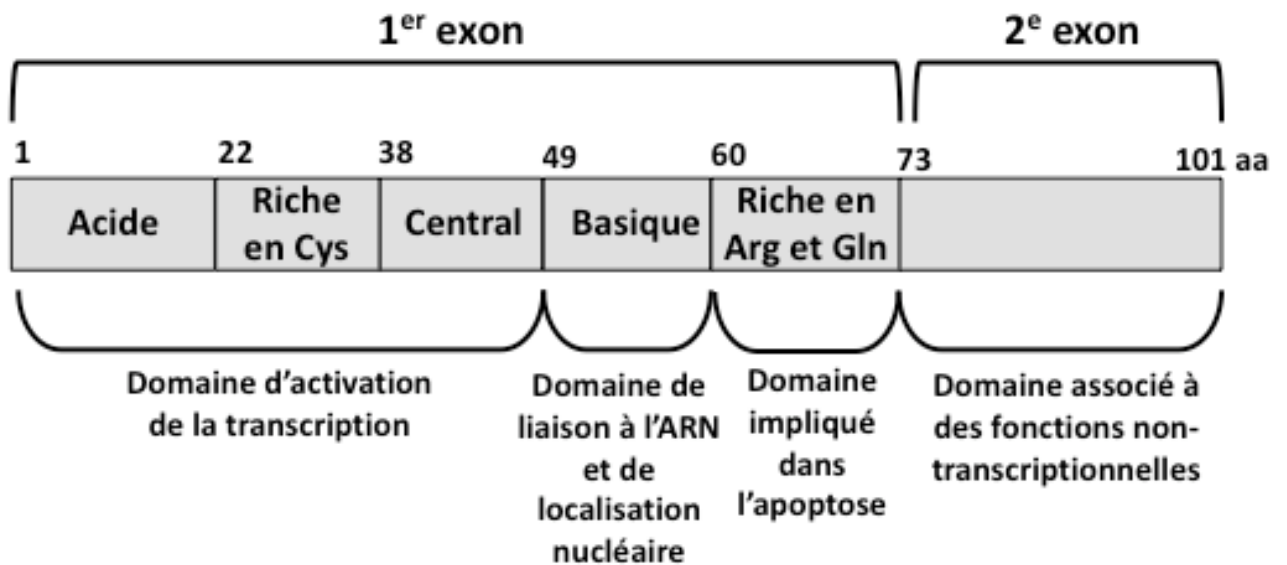 1er exon 2e exon
1 22 38 49 60 73 101 aa
Acide Riche en Cys Central Basique Riche en Arg et Gln
Domaine d’activation
de la transcription
Domaine de
liaison à l’ARN
et de
localisation
nucléaire
Domaine
impliqué
dans
l’apoptose
Domaine associé à
des fonctions non-
transcriptionnelles